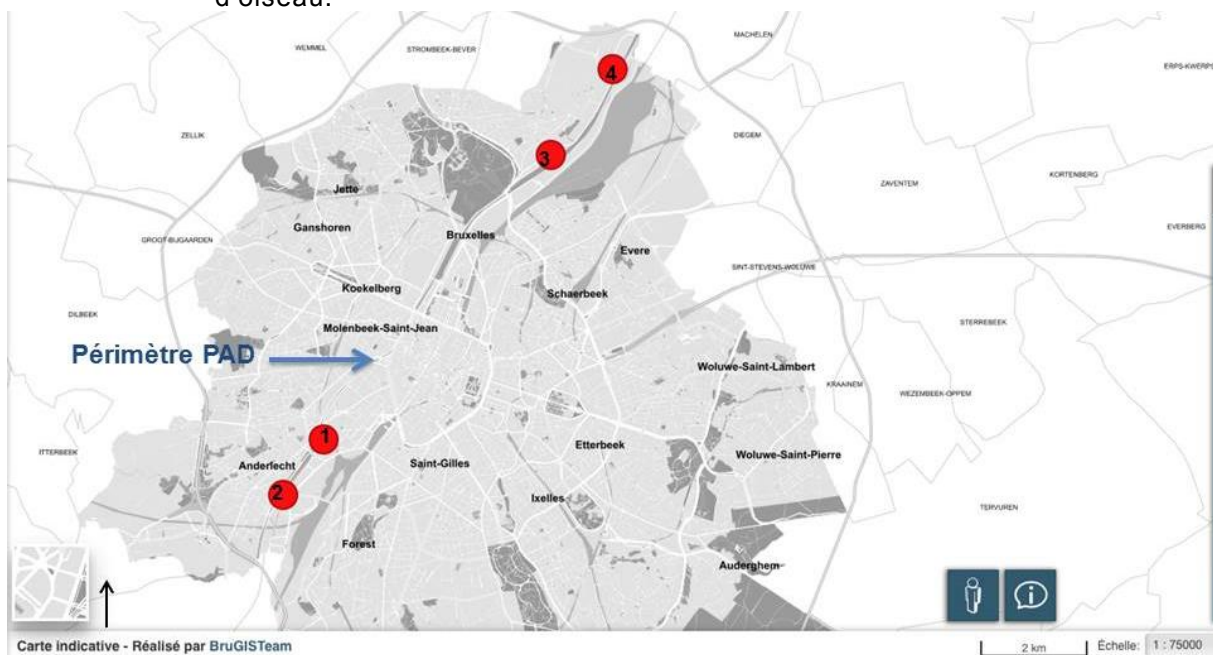 d'oiseau.
WEMMEL
STROMBEEK-BEVER
MACHELEN
ERPS-KWERPS
4
ZELLIK
DIEGEM
3
Jette
ZAVENTEM
KORTENBERG
Ganshoren
Bruxelles
GROOT-BIJGAARDEN
EVERBERG
Evere
SINT-STEVENS-WOLUWE
Koekelberg
Schaerbeek
DILBEEK
Molenbeek-Saint-Jean
STERREBEEK
Périmètre PAD
Woluwe-Saint-Lambert
KRAAINEM
WEZEMBEEK-OPPEM
1
Etterbeek
ITTERBEEK
Anderlecht
Saint-Gilles
Woluwe-Saint-Pierre
2
Ixelles
TERVUREN
Forest
Auderghem
Carte indicative - Réalisé par BruGISTeam
2 km
Échelle:
1 : 75000